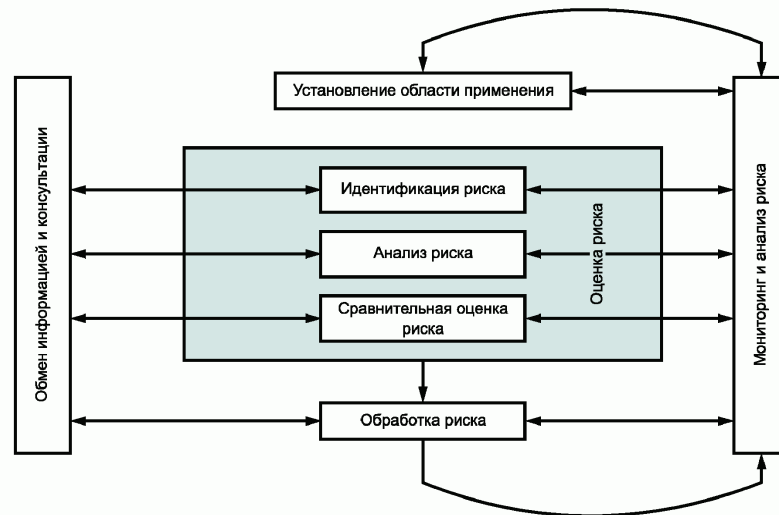 Установление области применения
Обмен информацией и консультации
Идентификация риска
Анализ риска
Сравнительная оценка
риска
Оценка риска
Мониторинг и анализ риска
Обработка риска